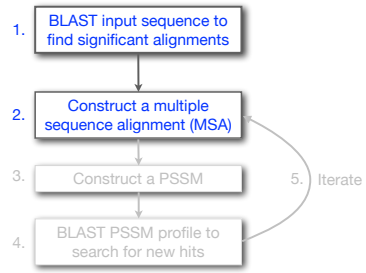 1. BLAST input sequence to
find significant alignments
2. Construct a multiple
sequence alignment (MSA)
3. Construct a PSSM
5. Iterate
4. BLAST PSSM profile to
search for new hits